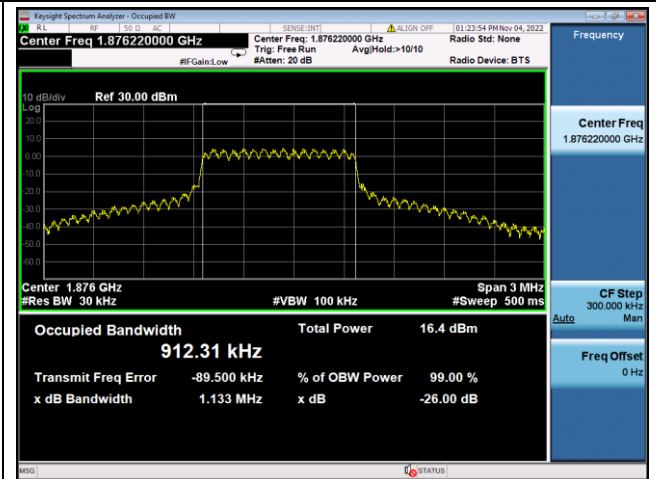 Keysight Spectrum Analyzer - Occupied BW
RL RF 50 Ω AC SENSE:INT ALIGN OFF 01:23:54 PM Nov 04, 2022
Center Freq 1.876220000 GHz Center Freq: 1.876220000 GHz Radio Std: None
Trig: Free Run Avg|Hold:>10/10
#IFGain:Low #Atten: 20 dB Radio Device: BTS
10 dB/div Ref 30.00 dBm
Log
20.0
10.0
0.00
-10.0
-20.0
-30.0
-40.0
-50.0
-60.0
Center 1.876 GHz Span 3 MHz
#Res BW 30 kHz #VBW 100 kHz #Sweep 500 ms
Occupied Bandwidth Total Power 16.4 dBm
912.31 kHz
Transmit Freq Error -89.500 kHz % of OBW Power 99.00 %
x dB Bandwidth 1.133 MHz x dB -26.00 dB
MSG STATUS
Frequency
Center Freq
1.876220000 GHz
CF Step
300.000 kHz
Auto Man
Freq Offset
0 Hz